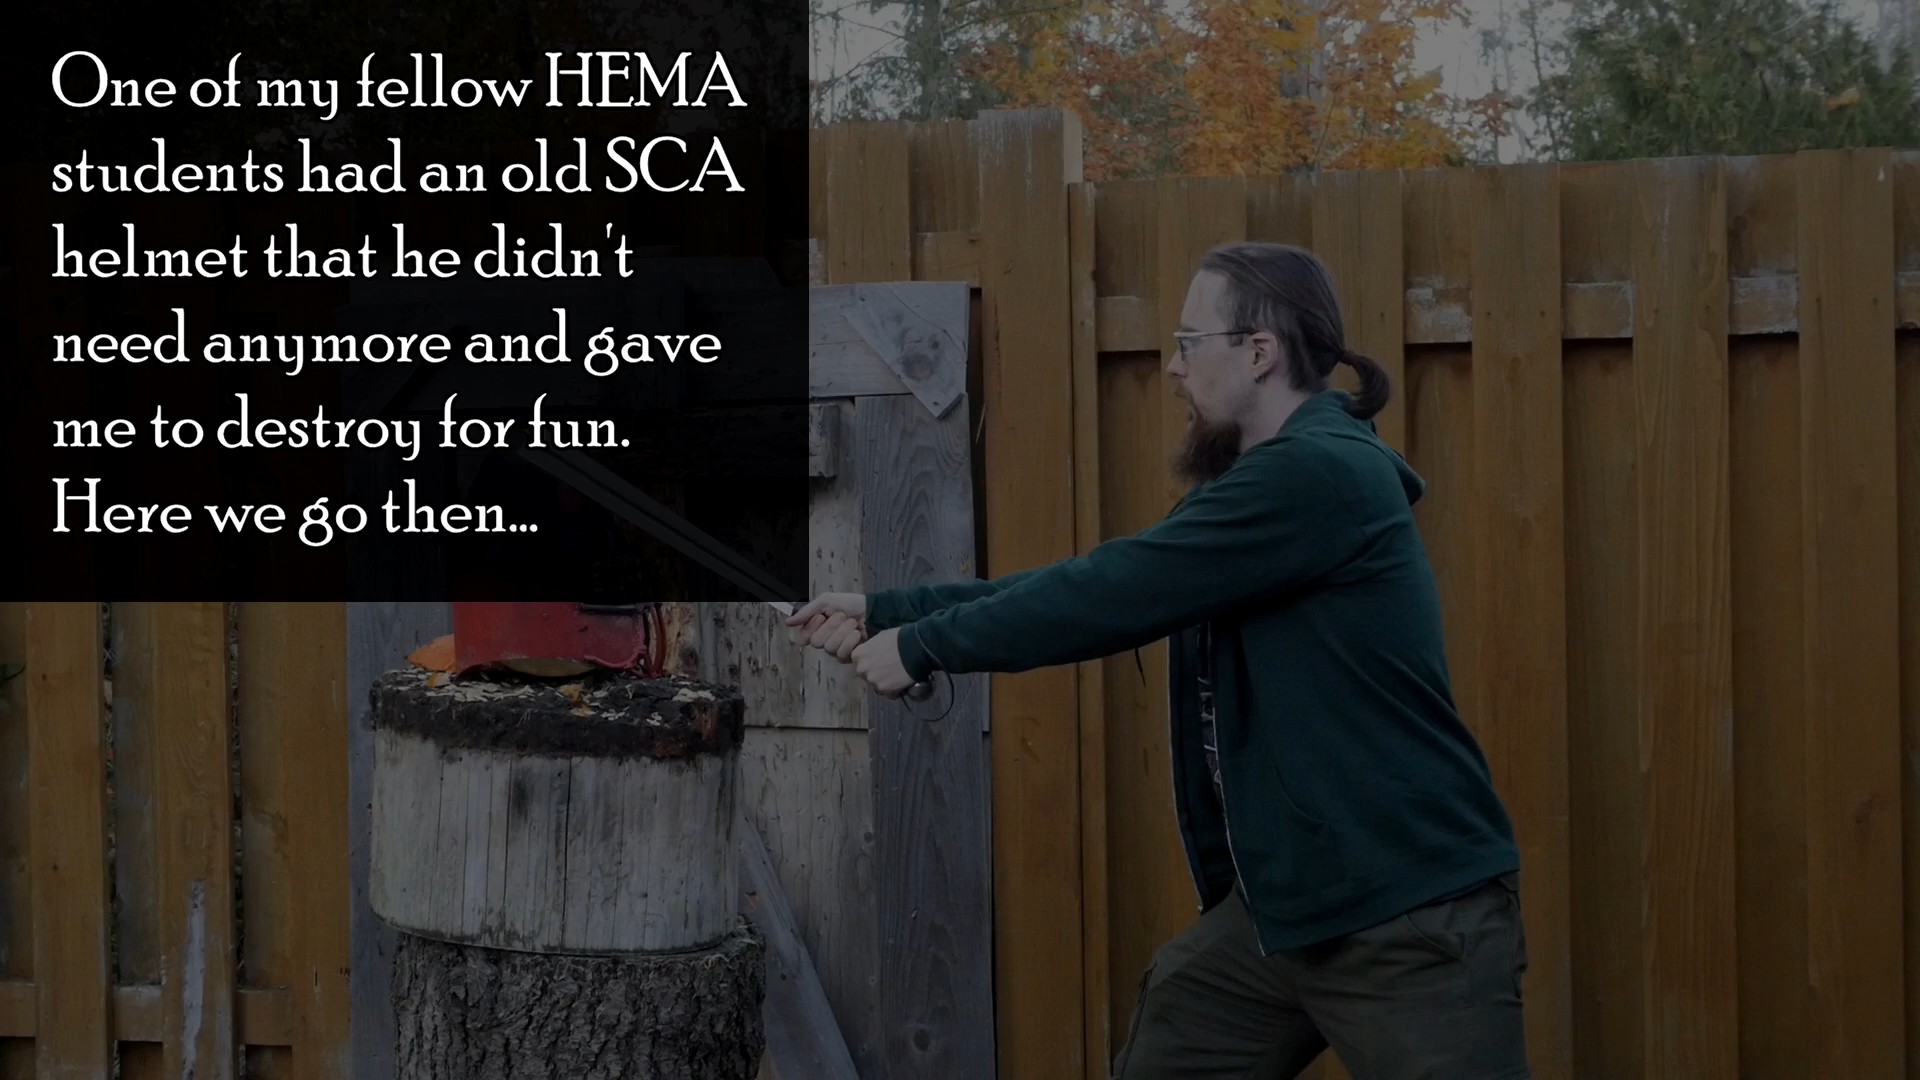 One of my fellow HEMA
students had an old SCA
helmet that he didn't
need anymore and gave
me to destroy for fun.
Here we go then...